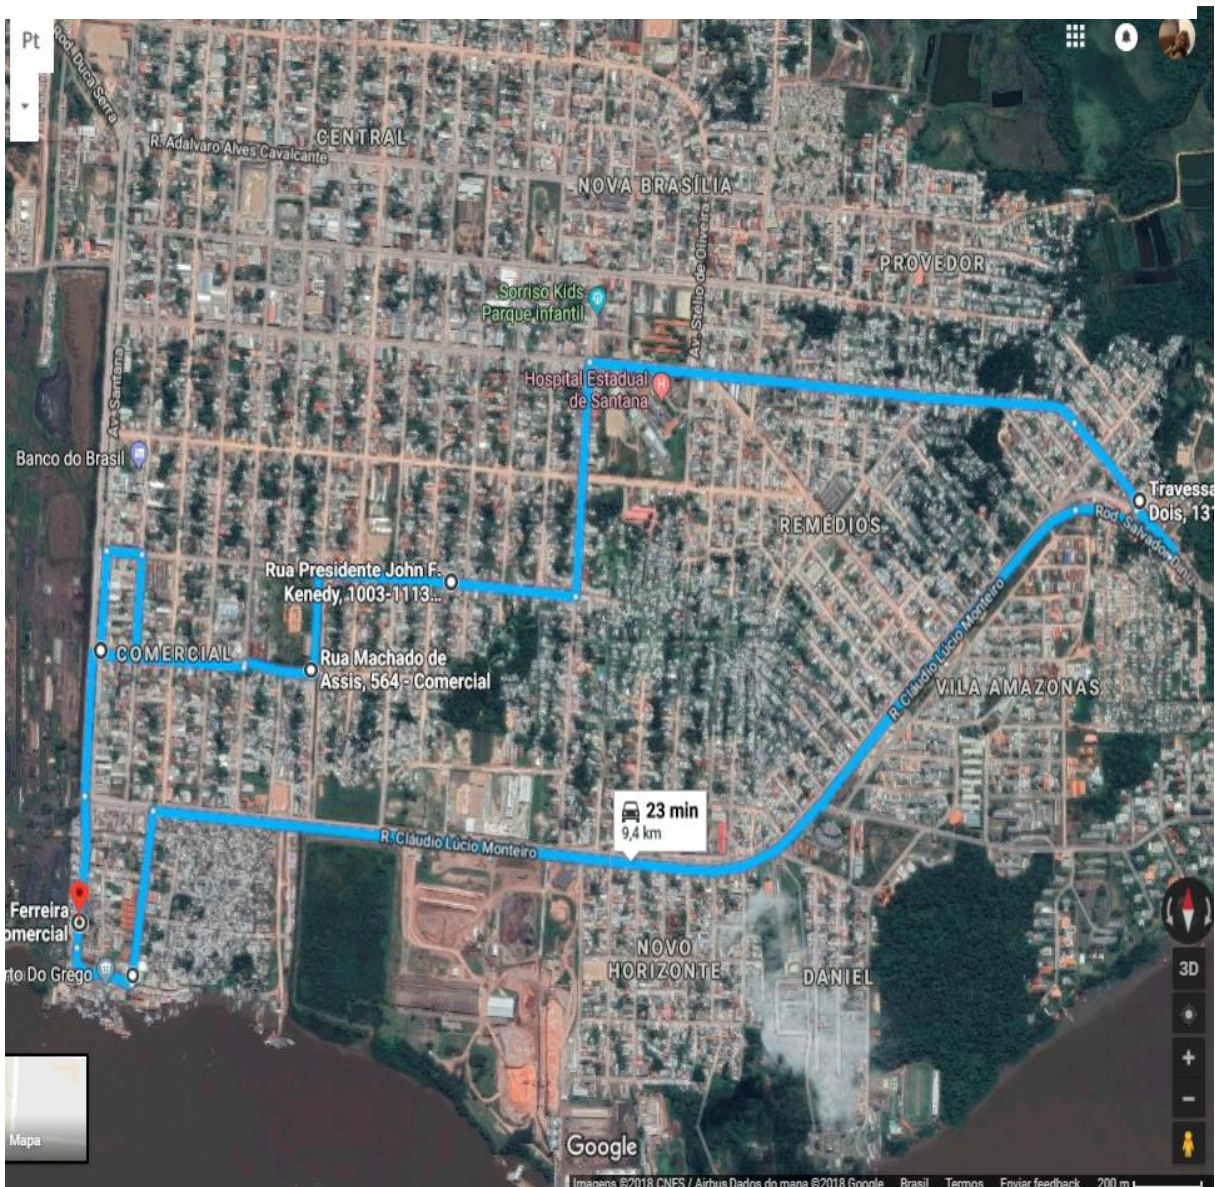 Pt
Rod. Duca Serra
CENTRAL
R. Adalvaro Alves Cavalcante
NOVA BRASÍLIA
Av. Stélio de Oliveira
PROVEDOR
Sorriso Kids
Parque infantil
Av. Santana
Hospital Estadual
de Santana
Banco do Brasil
Travessa
Dois, 131
REMÉDIOS
Rod. Salvador
Rua Presidente John F.
Kenedy, 1003-1113...
COMERCIAL
Rua Machado de
Assis, 564 - Comercial
R. Cláudio Lúcio Monteiro
VILA AMAZONAS
23 min
9,4 km
R. Cláudio Lúcio Monteiro
Ferreira
omercial
NOVO
HORIZONTE
DANIEL
rto Do Grego
3D
Mapa
Google
Imagens ©2018 CNES / Airbus, Dados do mapa ©2018 Google Brasil Termos Enviar feedback 200 m